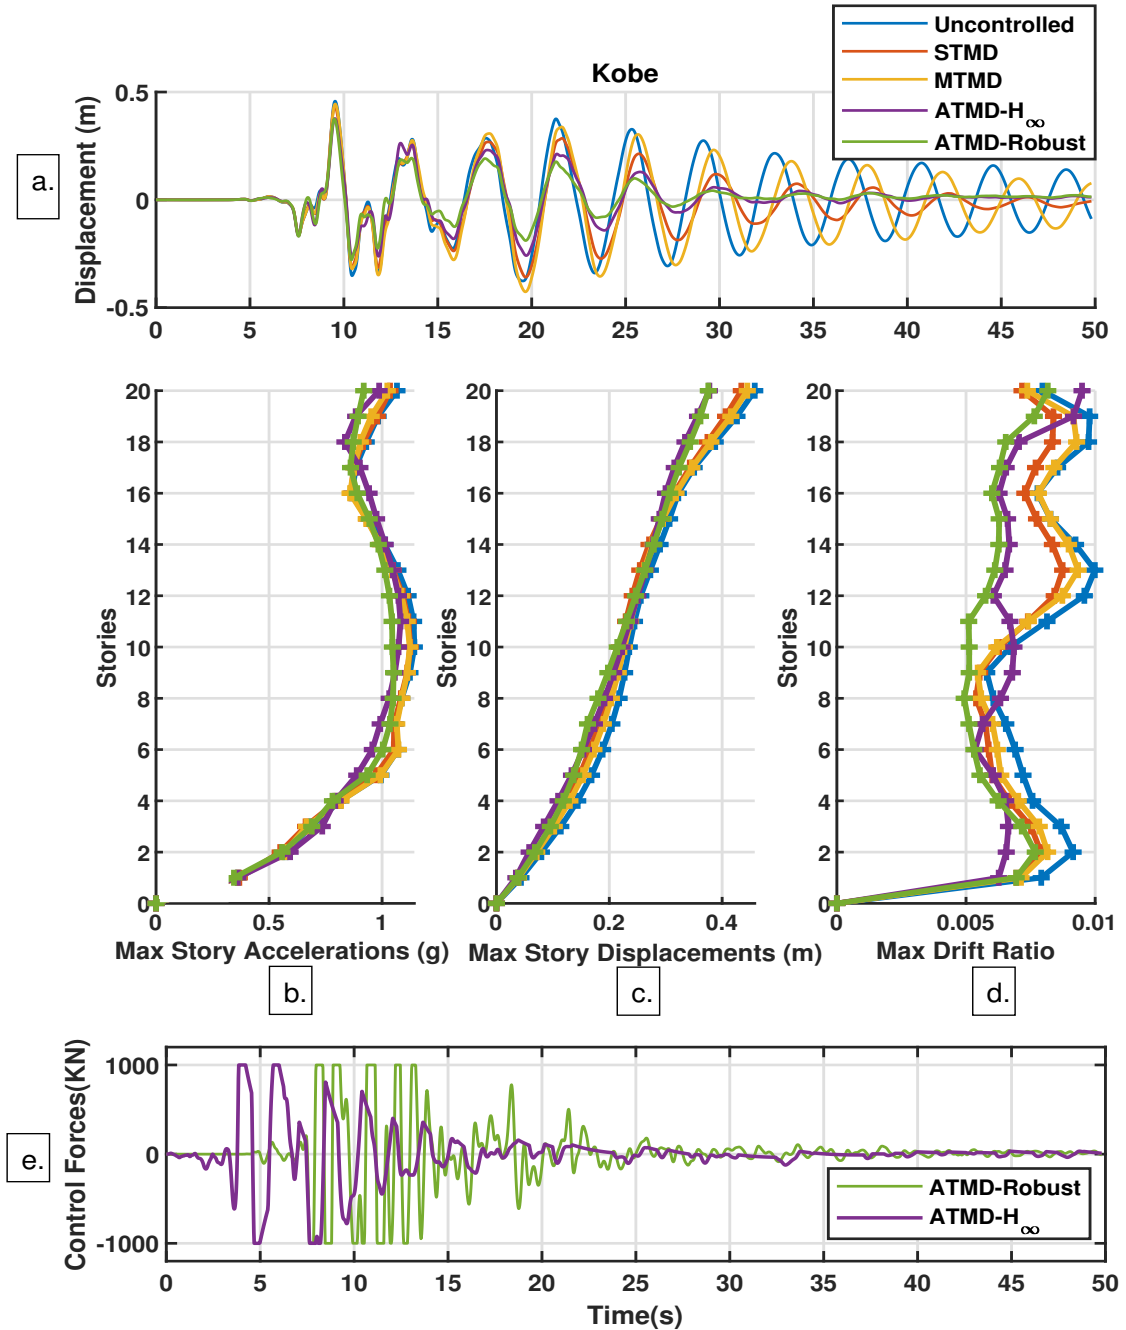 Uncontrolled
STMD
MTMD
ATMD-H∞
ATMD-Robust
Kobe
a.
Displacement (m)
0.5
0
-0.5
0 5 10 15 20 25 30 35 40 45 50
Stories
20
18
16
14
12
10
8
6
4
2
0
0.5 1
Max Story Accelerations (g)
b.
Stories
20
18
16
14
12
10
8
6
4
2
0
0 0.2 0.4
Max Story Displacements (m)
c.
Stories
20
18
16
14
12
10
8
6
4
2
0
0 0.005 0.01
Max Drift Ratio
d.
e.
Control Forces(KN)
1000
0
-1000
ATMD-Robust
ATMD-H∞
0 5 10 15 20 25 30 35 40 45 50
Time(s)